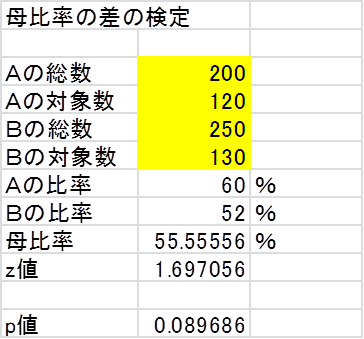 母比率の差の検定
Aの総数 200
Aの対象数 120
Bの総数 250
Bの対象数 130
Aの比率 60 %
Bの比率 52 %
母比率 55.55556 %
z値 1.697056
p値 0.089686